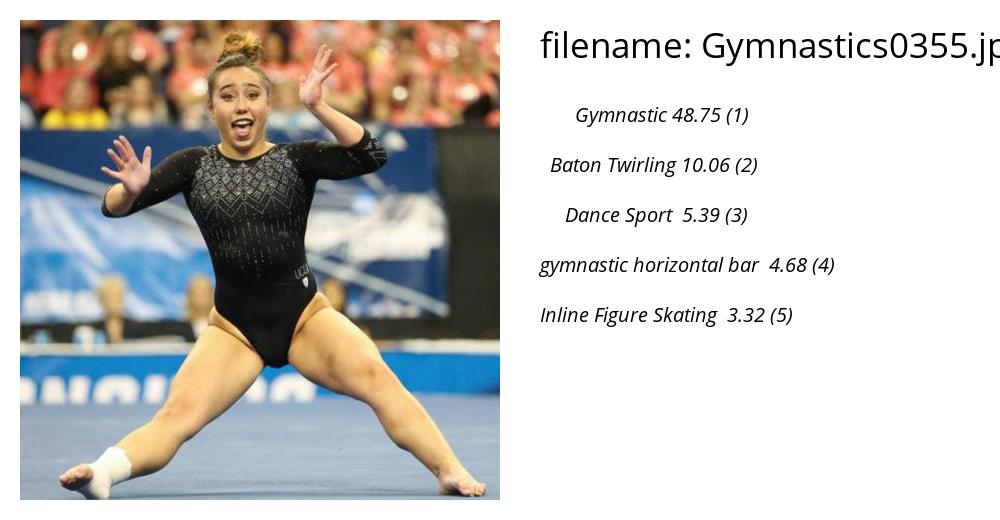 filename: Gymnastics0355.jp
Gymnastic 48.75 (1)
Baton Twirling 10.06 (2)
Dance Sport 5.39 (3)
gymnastic horizontal bar 4.68 (4)
Inline Figure Skating 3.32 (5)
UCLA